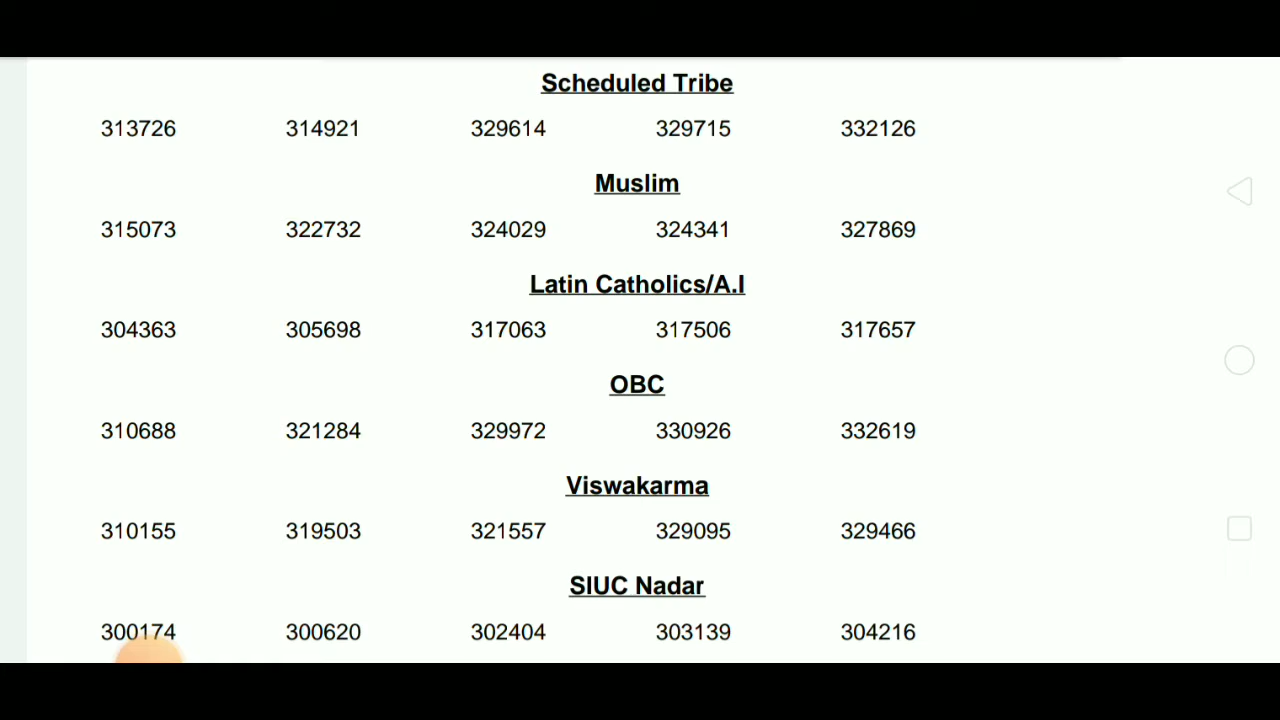 Scheduled Tribe
313726 314921 329614 329715 332126
Muslim
315073 322732 324029 324341 327869
Latin Catholics/A.I
304363 305698 317063 317506 317657
OBC
310688 321284 329972 330926 332619
Viswakarma
310155 319503 321557 329095 329466
SIUC Nadar
300174 300620 302404 303139 304216